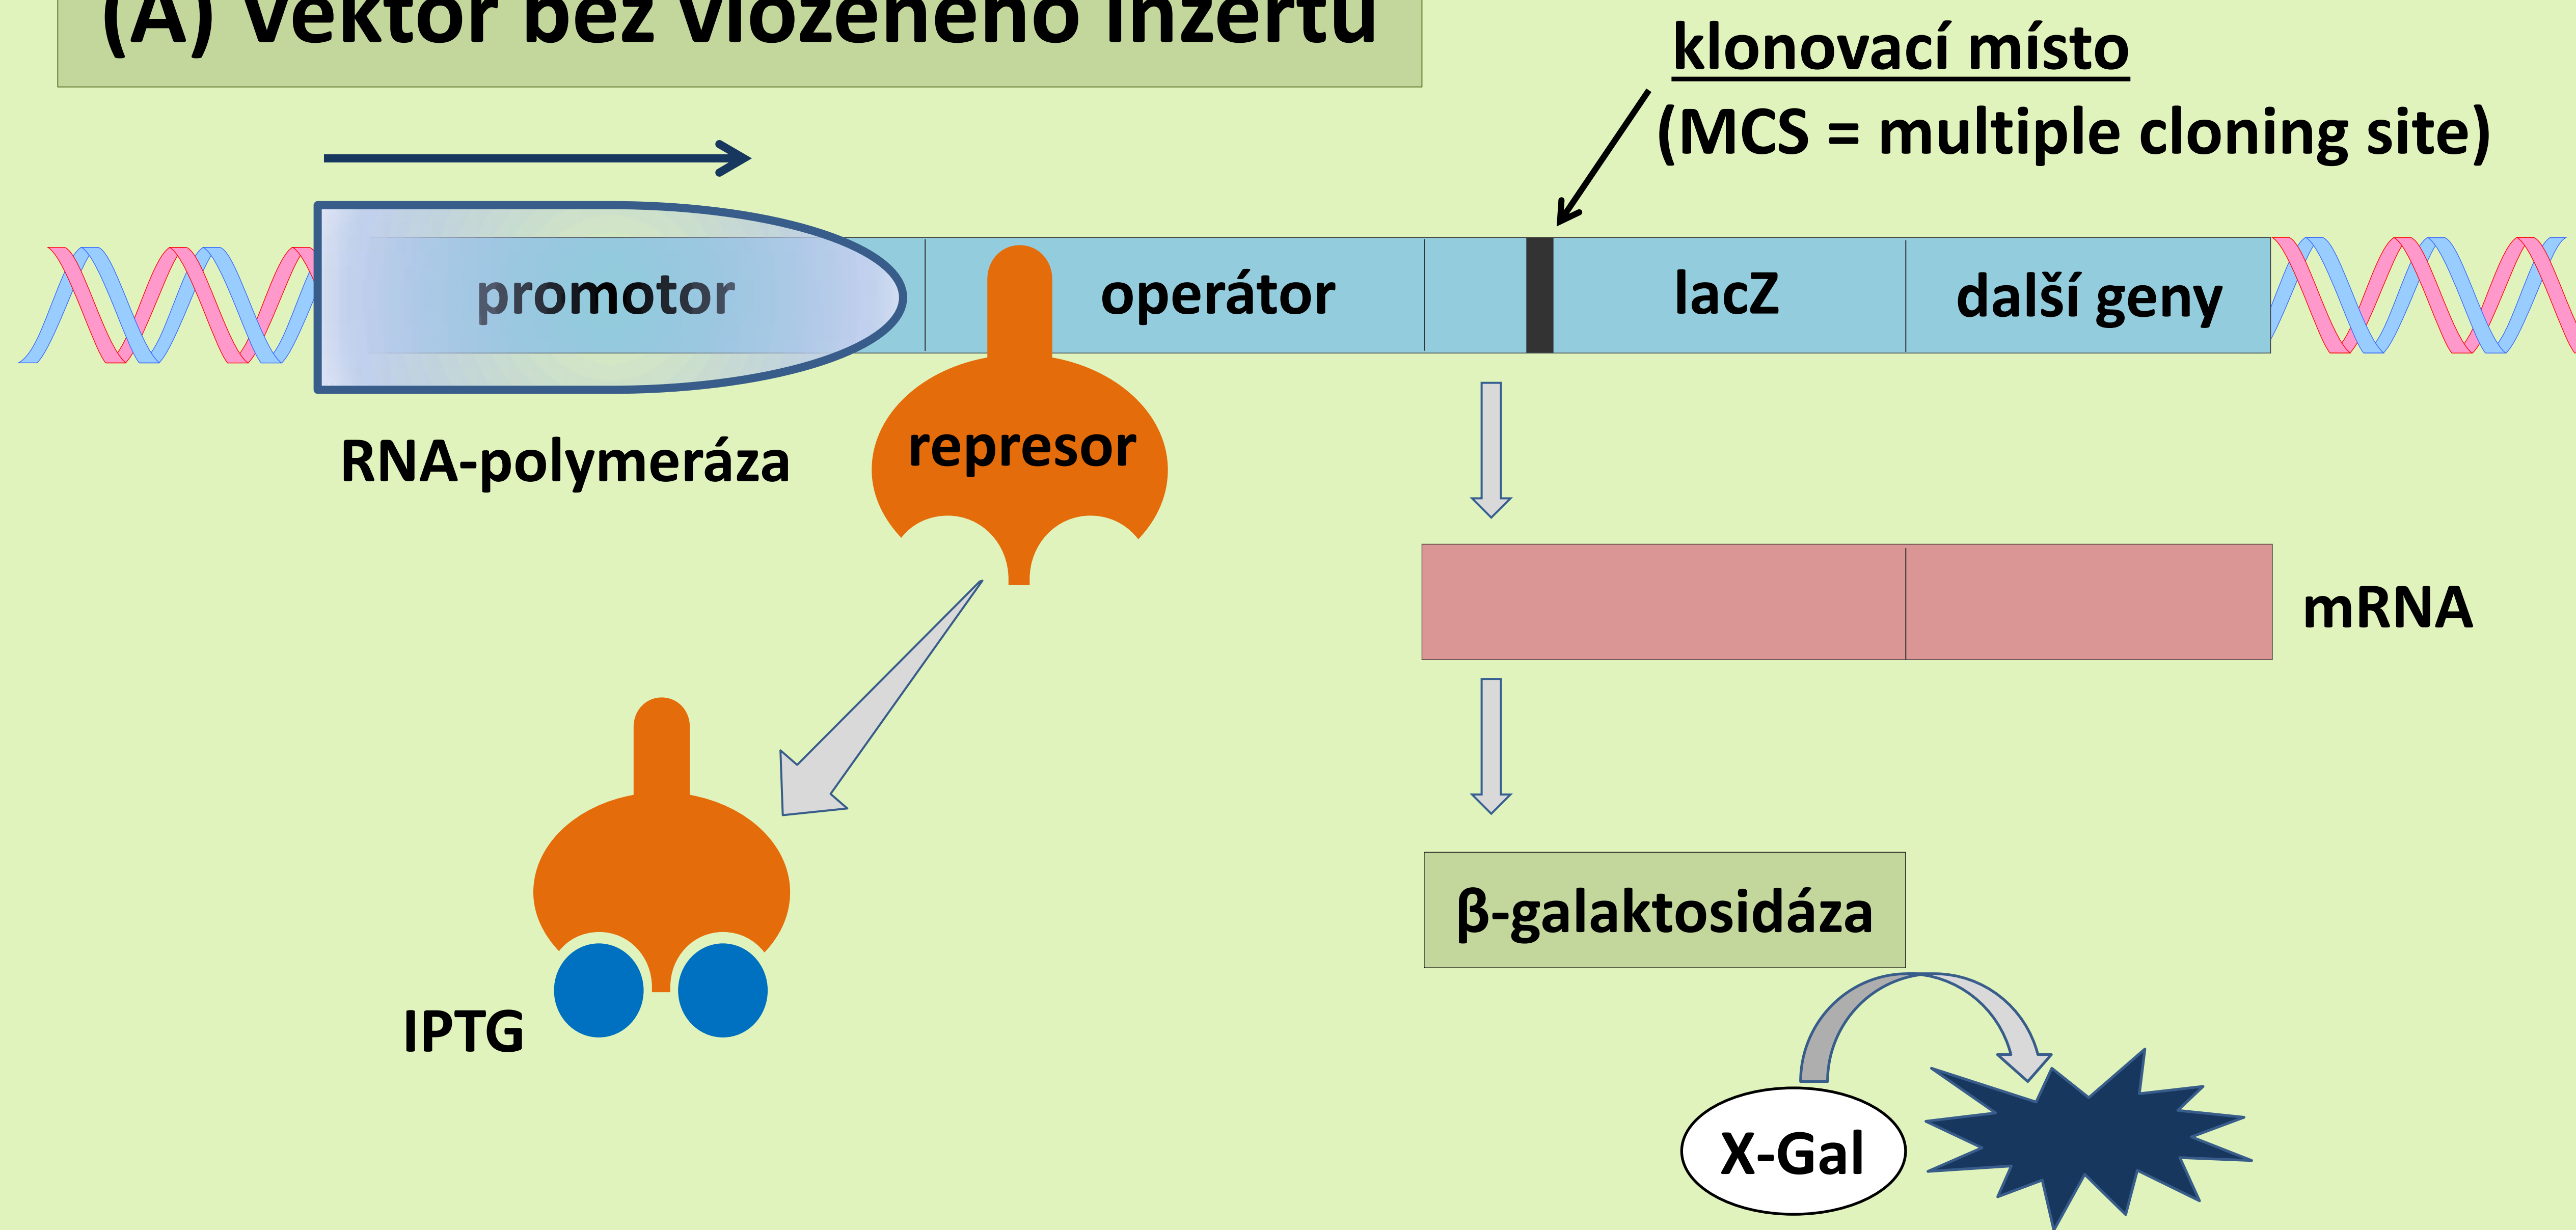 (A) Vektor bez vloženého inzertu
klonovací místo
(MCS = multiple cloning site)
promotor
operátor
lacZ
další geny
RNA-polymeráza
represor
mRNA
β-galaktosidáza
IPTG
X-Gal